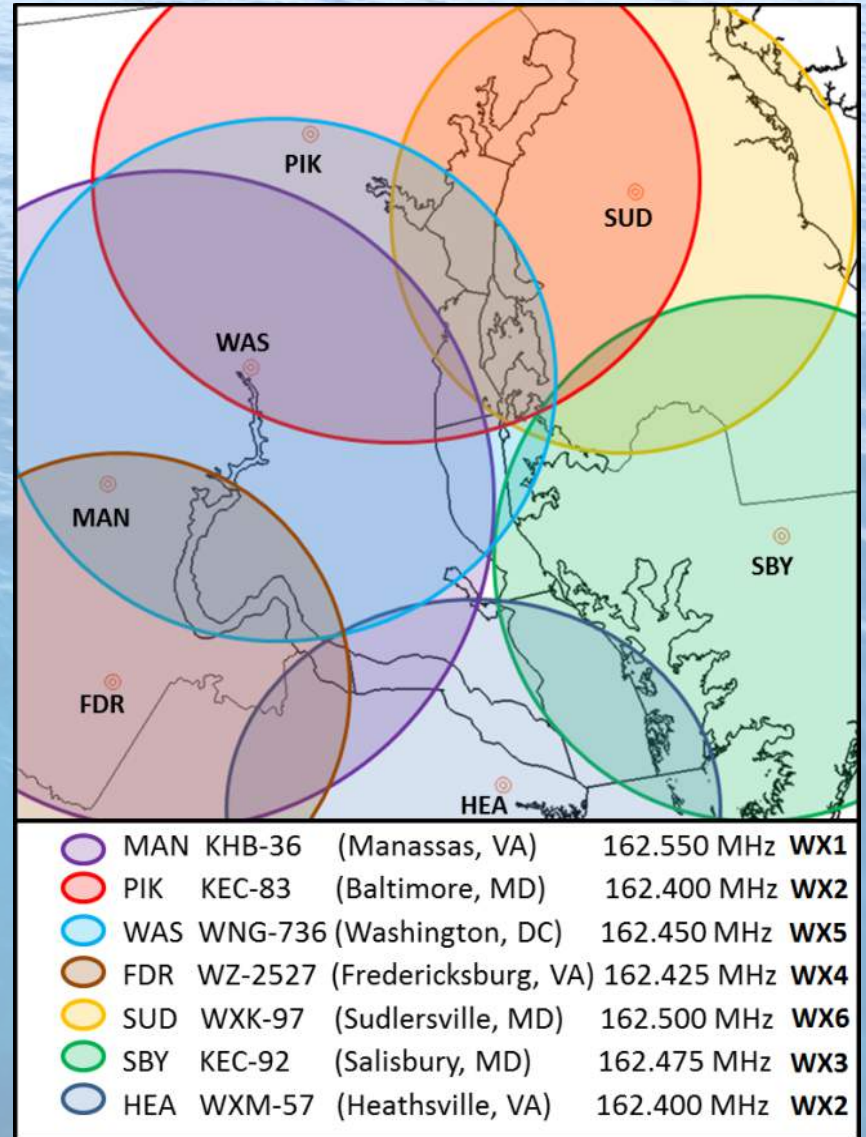 PIK
SUD
WAS
MAN
SBY
FDR
HEA
MAN KHB-36 (Manassas, VA) 162.550 MHz WX1
PIK KEC-83 (Baltimore, MD) 162.400 MHz WX2
WAS WNG-736 (Washington, DC) 162.450 MHz WX5
FDR WZ-2527 (Fredericksburg, VA) 162.425 MHz WX4
SUD WXK-97 (Sudlersville, MD) 162.500 MHz WX6
SBY KEC-92 (Salisbury, MD) 162.475 MHz WX3
HEA WXM-57 (Heathsville, VA) 162.400 MHz WX2